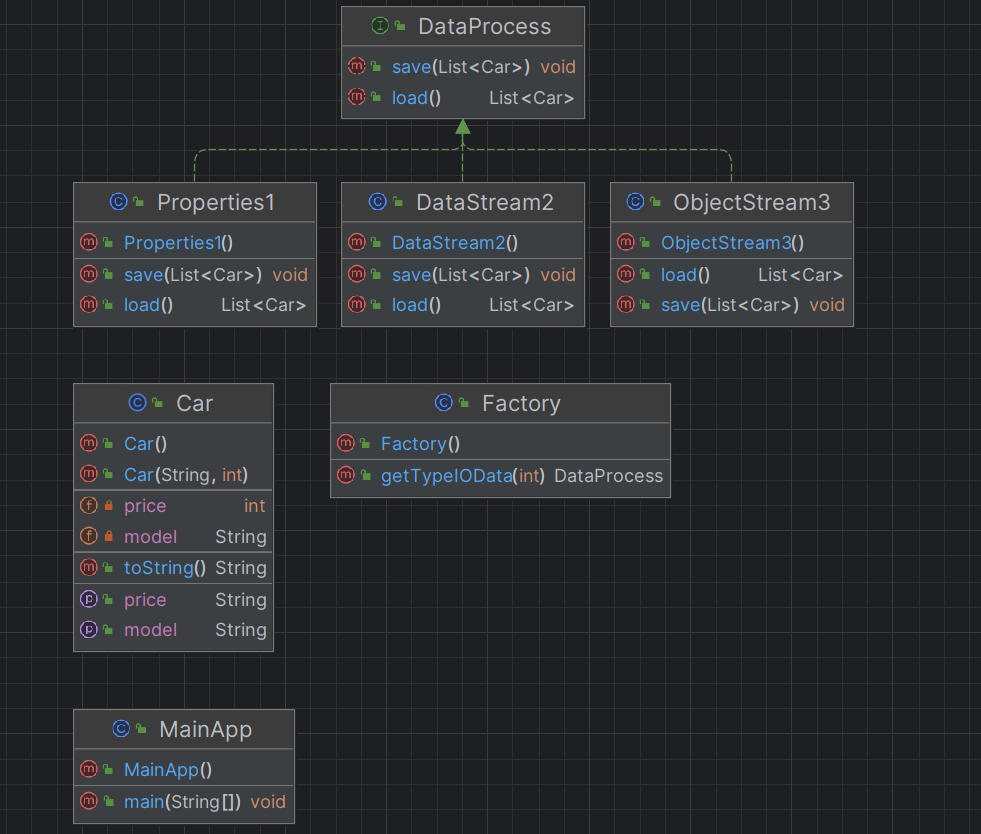 DataProcess
save(List<Car>) void
load() List<Car>
Properties1
Properties1()
save(List<Car>) void
load() List<Car>
DataStream2
DataStream2()
save(List<Car>) void
load() List<Car>
ObjectStream3
ObjectStream3()
load() List<Car>
save(List<Car>) void
Car
Car()
Car(String, int)
price int
model String
toString() String
price String
model String
Factory
Factory()
getTypeIOData(int) DataProcess
MainApp
MainApp()
main(String[]) void